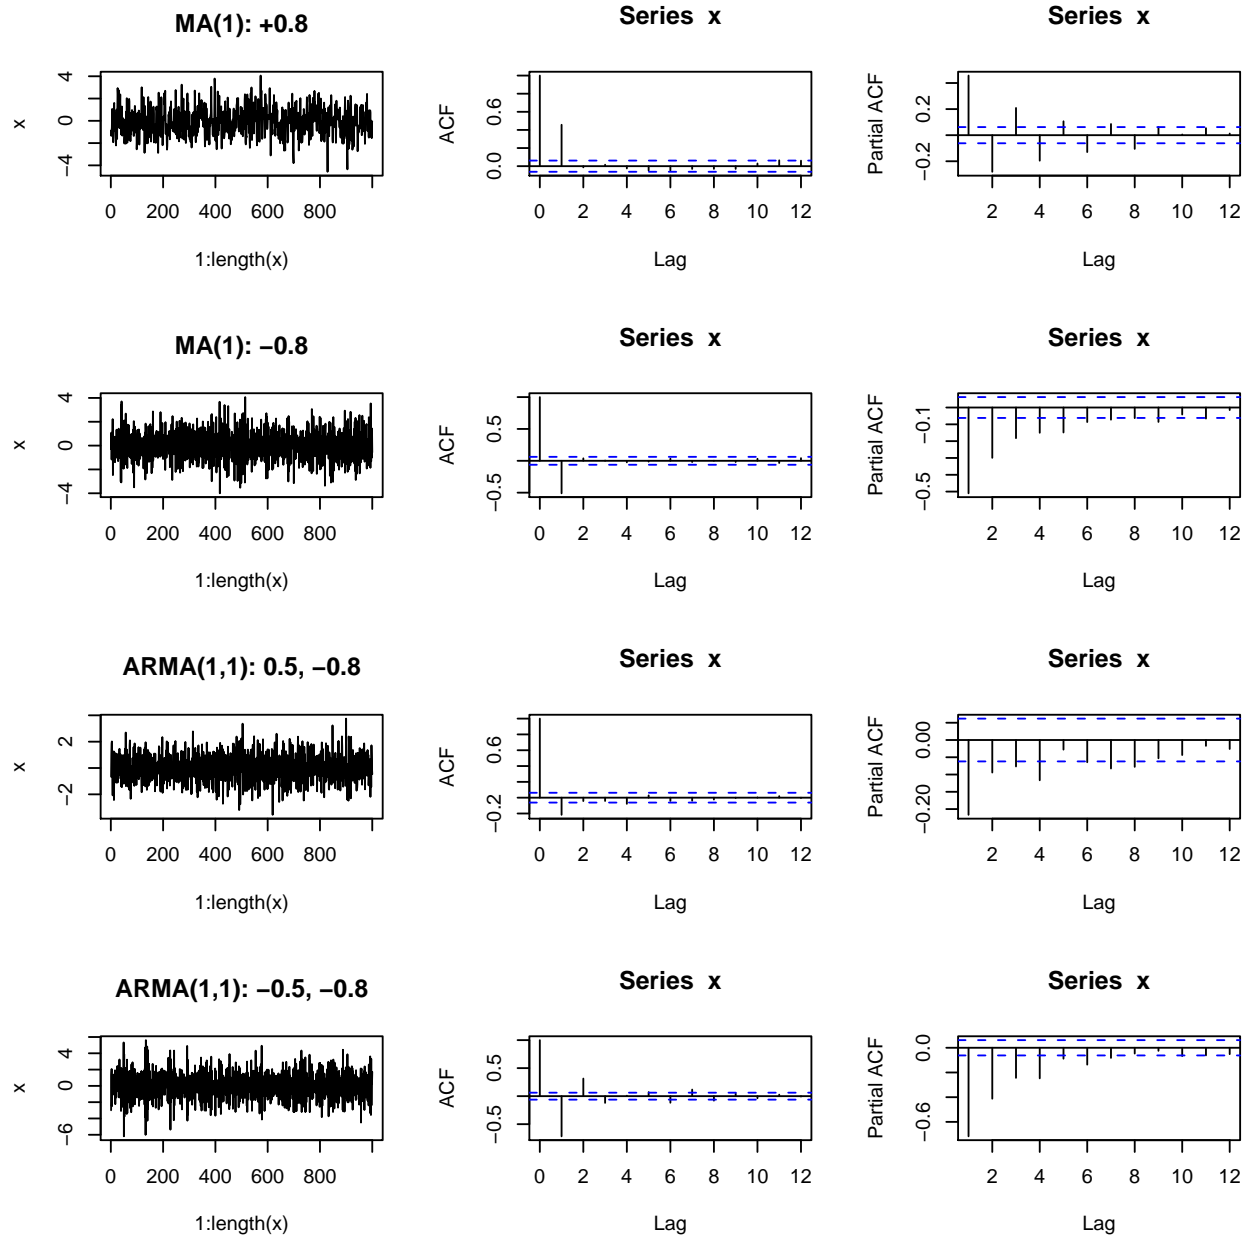 MA(1): +0.8
x
4
0
−4
0 200 400 600 800
1:length(x)
Series x
ACF
0.6
0.0
0 2 4 6 8 10 12
Lag
Series x
Partial ACF
0.2
−0.2
2 4 6 8 10 12
Lag
MA(1): −0.8
x
4
0
−4
0 200 400 600 800
1:length(x)
Series x
ACF
0.5
−0.5
0 2 4 6 8 10 12
Lag
Series x
Partial ACF
−0.1
−0.5
2 4 6 8 10 12
Lag
ARMA(1,1): 0.5, −0.8
x
2
−2
0 200 400 600 800
1:length(x)
Series x
ACF
0.6
−0.2
0 2 4 6 8 10 12
Lag
Series x
Partial ACF
0.00
−0.20
2 4 6 8 10 12
Lag
ARMA(1,1): −0.5, −0.8
x
4
0
−6
0 200 400 600 800
1:length(x)
Series x
ACF
0.5
−0.5
0 2 4 6 8 10 12
Lag
Series x
Partial ACF
0.0
−0.6
2 4 6 8 10 12
Lag